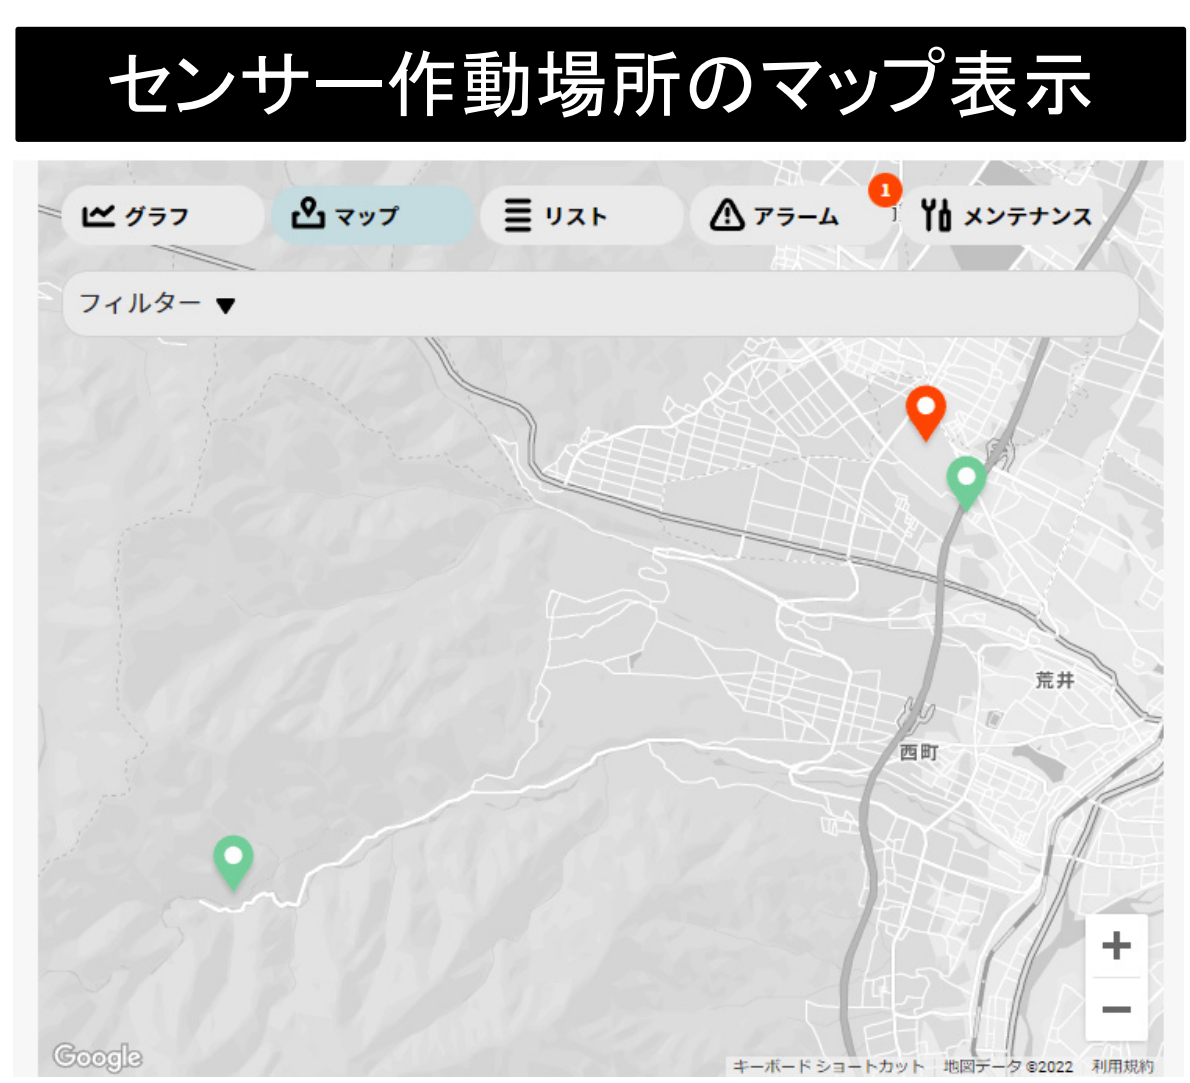 センサー作動場所のマップ表示
グラフ
マップ
リスト
アラーム
1
メンテナンス
フィルター ▼
荒井
西町
+
−
Google
キーボード ショートカット
地図データ ©2022
利用規約